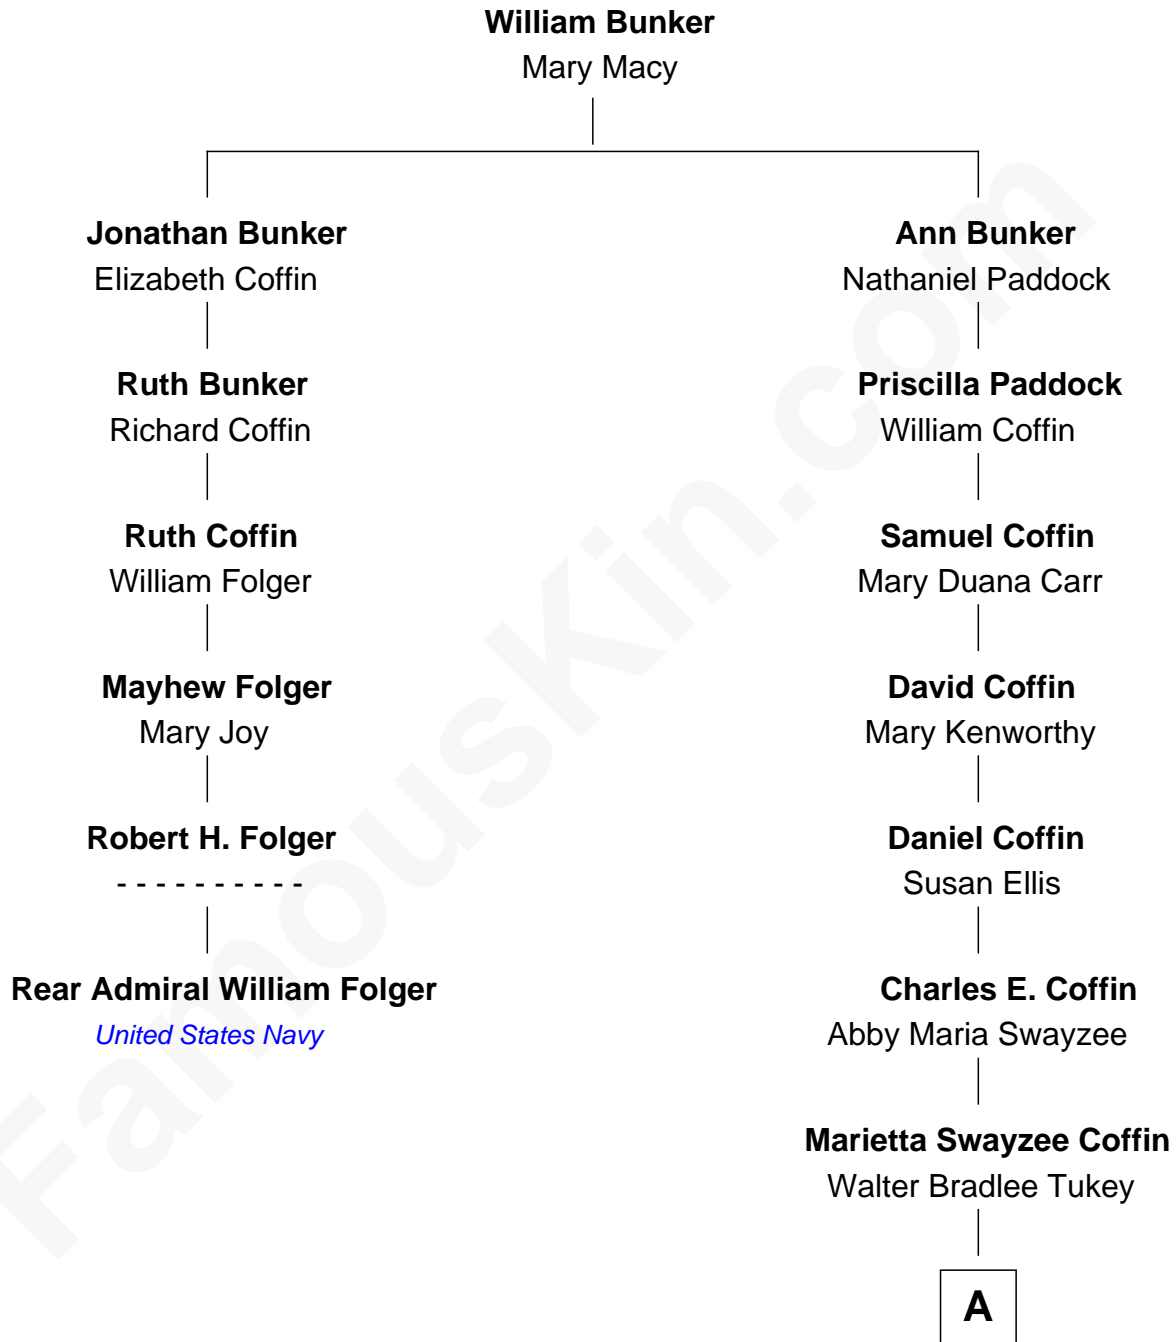 William Bunker
Mary Macy
Jonathan Bunker
Elizabeth Coffin
Ann Bunker
Nathaniel Paddock
Ruth Bunker
Richard Coffin
Priscilla Paddock
William Coffin
Ruth Coffin
William Folger
Samuel Coffin
Mary Duana Carr
Mayhew Folger
Mary Joy
David Coffin
Mary Kenworthy
Robert H. Folger
- - - - - - - - - -
Daniel Coffin
Susan Ellis
Rear Admiral William Folger
United States Navy
Charles E. Coffin
Abby Maria Swayzee
Marietta Swayzee Coffin
Walter Bradlee Tukey
A
FamousKin.com